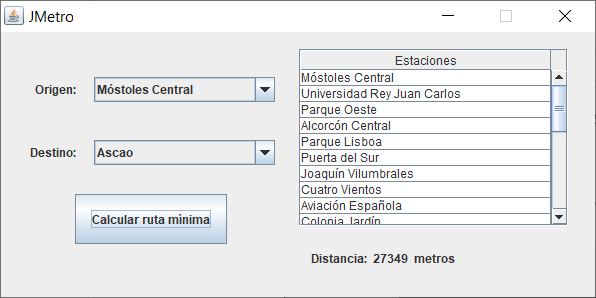 JMetro
Origen: Móstoles Central
Destino: Ascao
Calcular ruta mínima
Estaciones
Móstoles Central
Universidad Rey Juan Carlos
Parque Oeste
Alcorcón Central
Parque Lisboa
Puerta del Sur
Joaquín Vilumbrales
Cuatro Vientos
Aviación Española
Colonia Jardín
Distancia: 27349 metros